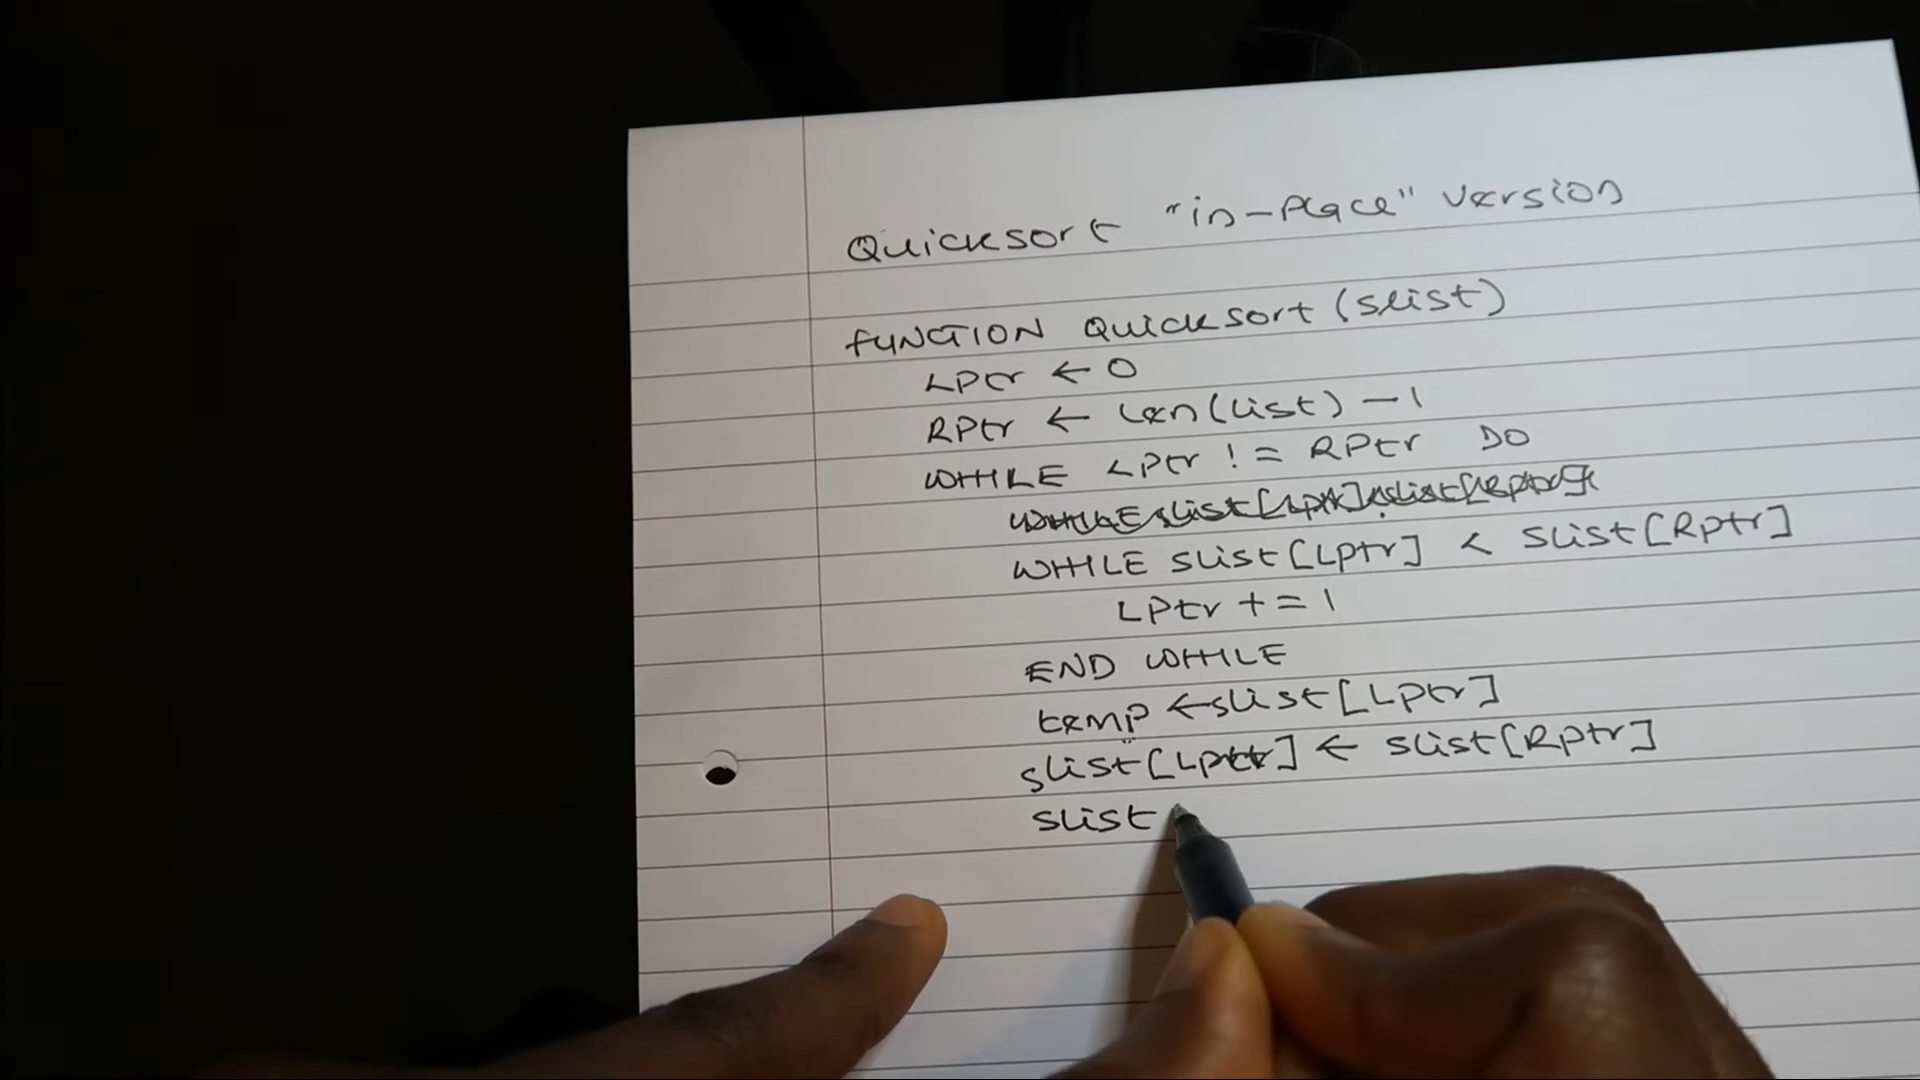 Quicksort "in-place" version
FUNCTION Quicksort (slist)
LPtr ← 0
RPtr ← len(list) - 1
WHILE LPtr != RPtr DO
WHILE slist[Lptr] < slist[Rptr]
LPtr += 1
END WHILE
temp ← slist[Lptr]
slist[Lptr] ← slist[Rptr]
slist